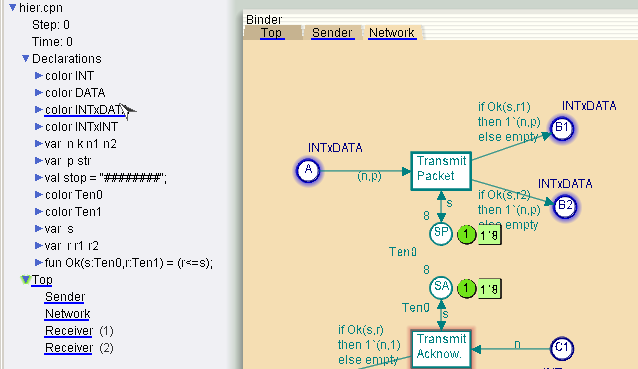 hier.cpn
Step: 0
Time: 0
Declarations
color INT
color DATA
color INTxDATA
color INTxINT
var n k n1 n2
var p str
val stop = "########";
color Ten0
color Ten1
var s
var r r1 r2
fun Ok(s:Ten0,r:Ten1) = (r<=s);
Top
Sender
Network
Receiver (1)
Receiver (2)
Binder
Top Sender Network
if Ok(s,r1)
then 1`(n,p)
else empty
INTxDATA
B1
INTxDATA
A
(n,p)
Transmit
Packet
INTxDATA
B2
if Ok(s,r2)
then 1`(n,p)
else empty
s
8
SP
1
1`8
Ten0
8
SA
1
1`8
Ten0
s
if Ok(s,r)
then 1`(n,1)
else empty
Transmit
Acknow.
n
C1